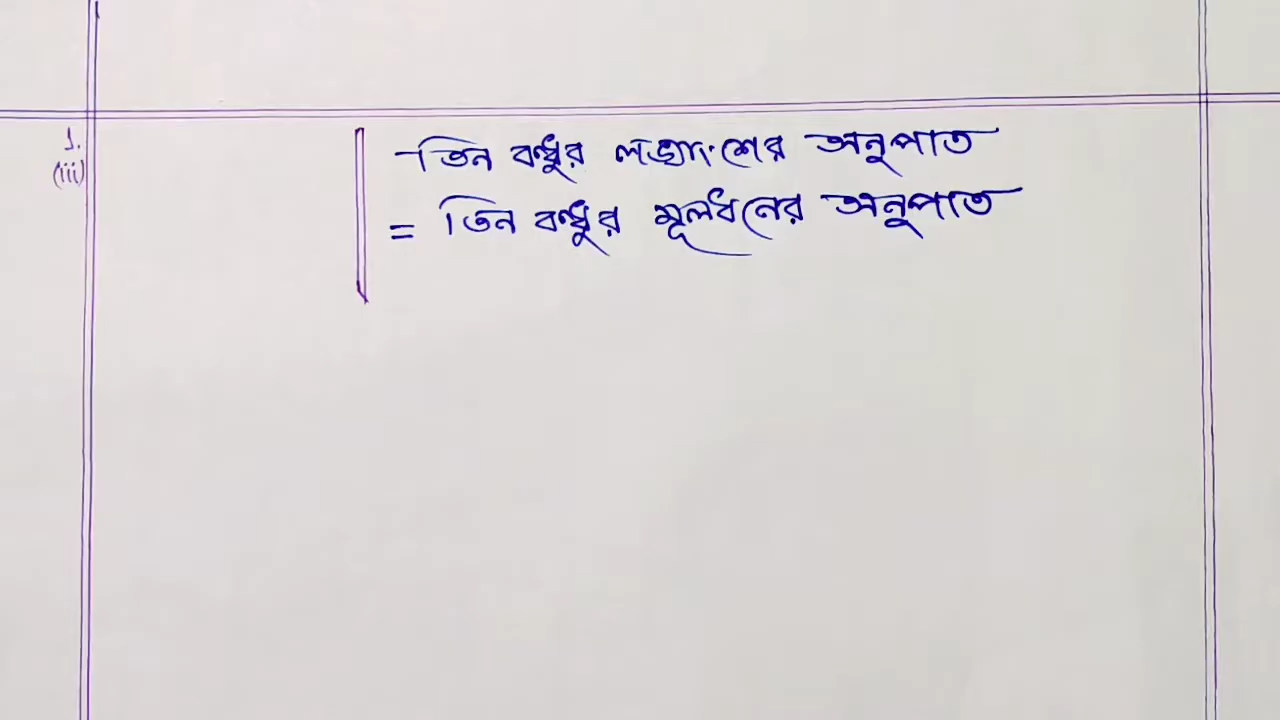 1.
(iii)
তিন বন্ধুর লভ্যাংশের অনুপাত
= তিন বন্ধুর মূলধনের অনুপাত